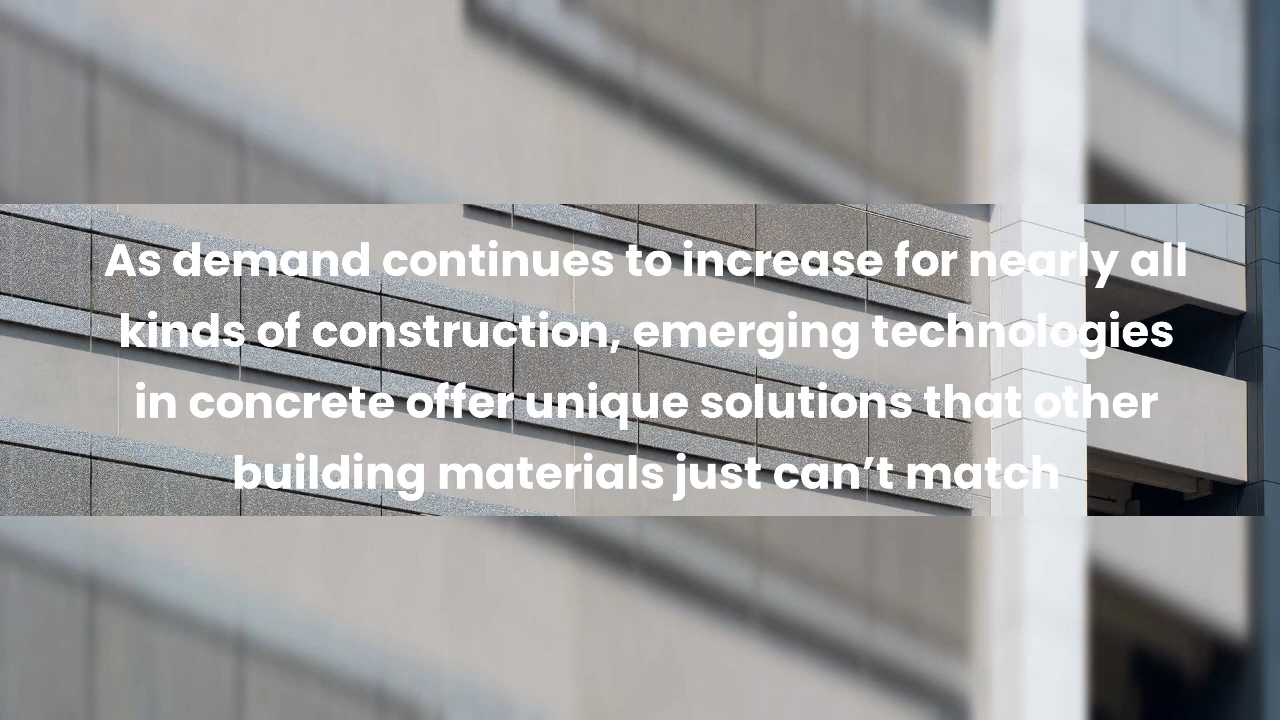 As demand continues to increase for nearly all
kinds of construction, emerging technologies
in concrete offer unique solutions that other
building materials just can’t match